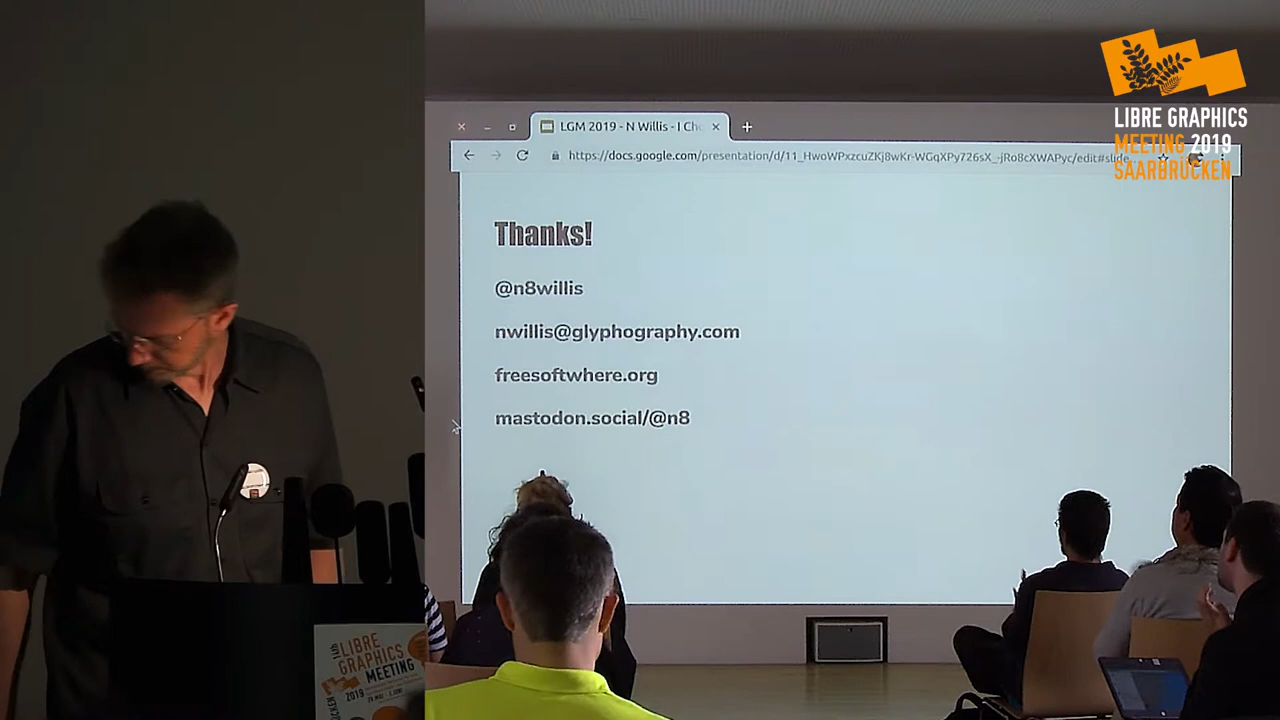 LGM 2019 - N Willis - I Ch
https://docs.google.com/presentation/d/11_HwoWPxzcuZKj8wKr-WGqXPy726sX_-jRo8cXWAPyc/edit#slide
Thanks!
@n8willis
nwillis@glyphography.com
freesoftwhere.org
mastodon.social/@n8
LIBRE GRAPHICS
MEETING 2019
SAARBRÜCKEN
LIBRE
GRAPHICS
MEETING
2019